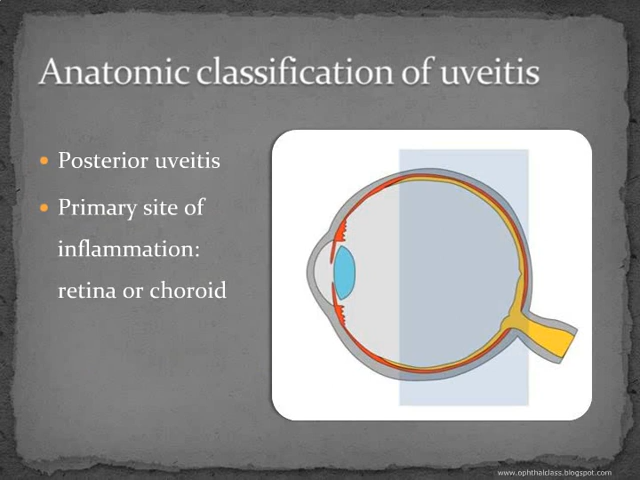 Anatomic classification of uveitis
Posterior uveitis
Primary site of
inflammation:
retina or choroid
www.ophthalclass.blogspot.com